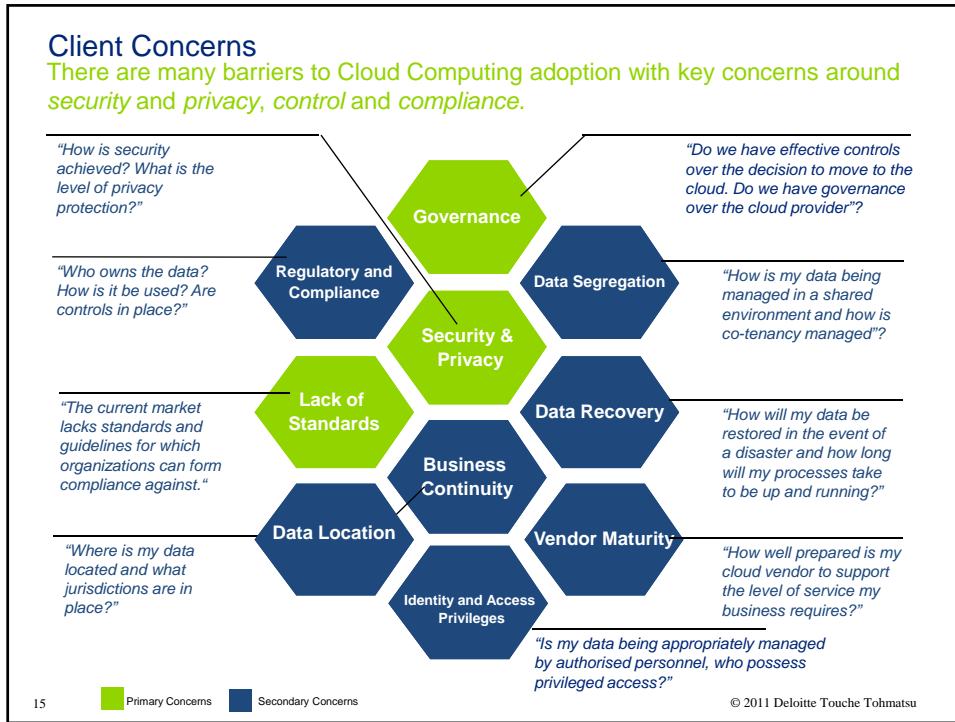 Client Concerns
There are many barriers to Cloud Computing adoption with key concerns around
security and privacy, control and compliance.
“How is security
achieved? What is the
level of privacy
protection?”
“Do we have effective controls
over the decision to move to the
cloud. Do we have governance
over the cloud provider”?
Governance
Regulatory and
Compliance
Data Segregation
“Who owns the data?
How is it be used? Are
controls in place?”
“How is my data being
managed in a shared
environment and how is
co-tenancy managed”?
Security &
Privacy
Lack of
Standards
Data Recovery
“The current market
lacks standards and
guidelines for which
organizations can form
compliance against.“
“How will my data be
restored in the event of
a disaster and how long
will my processes take
to be up and running?”
Business
Continuity
Data Location
Vendor Maturity
“Where is my data
located and what
jurisdictions are in
place?”
“How well prepared is my
cloud vendor to support
the level of service my
business requires?”
Identity and Access
Privileges
“Is my data being appropriately managed
by authorised personnel, who possess
privileged access?”
15
Primary Concerns
Secondary Concerns
© 2011 Deloitte Touche Tohmatsu